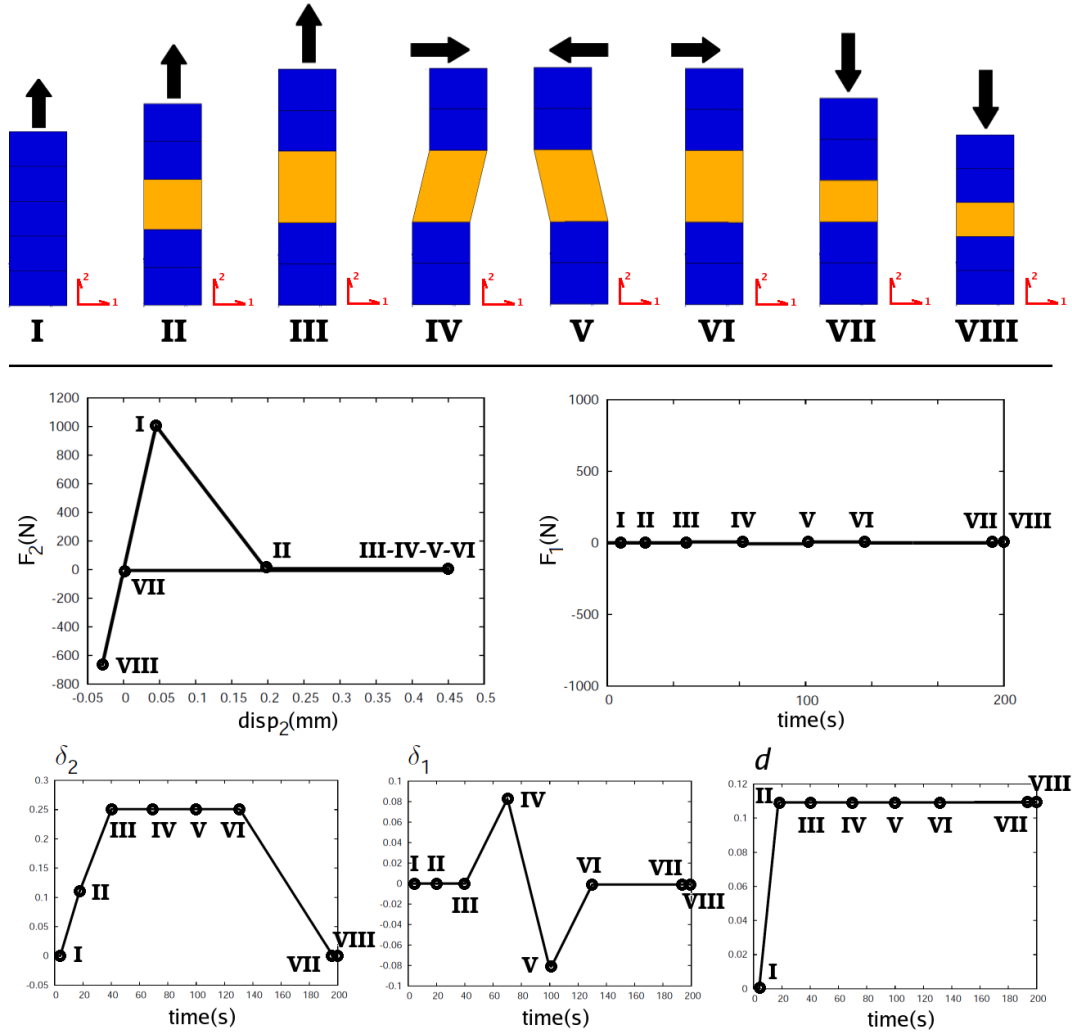 2 1 2 1 2 1 2 1 2 1 2 1 2 1 2 1
I II III IV V VI VII VIII
1200
1000
800
600
400
200
0
-200
-400
-600
-800
F2(N)
I
II
III-IV-V-VI
VII
VIII
-0.05 0 0.05 0.1 0.15 0.2 0.25 0.3 0.35 0.4 0.45 0.5
disp2(mm)
1000
500
0
-500
-1000
F1(N)
I II III IV V VI VII VIII
0 100 200
time(s)
δ2
0.3
0.25
0.2
0.15
0.1
0.05
0
-0.05
I
II
III IV V VI
VII
VIII
0 20 40 60 80 100 120 140 160 180 200
time(s)
δ1
0.1
0.08
0.06
0.04
0.02
0
-0.02
-0.04
-0.06
-0.08
-0.1
I II
III
IV
V
VI
VII
VIII
0 20 40 60 80 100 120 140 160 180 200
time(s)
d
0.12
0.1
0.08
0.06
0.04
0.02
0
I
II
III IV V VI VII
VIII
0 20 40 60 80 100 120 140 160 180 200
time(s)